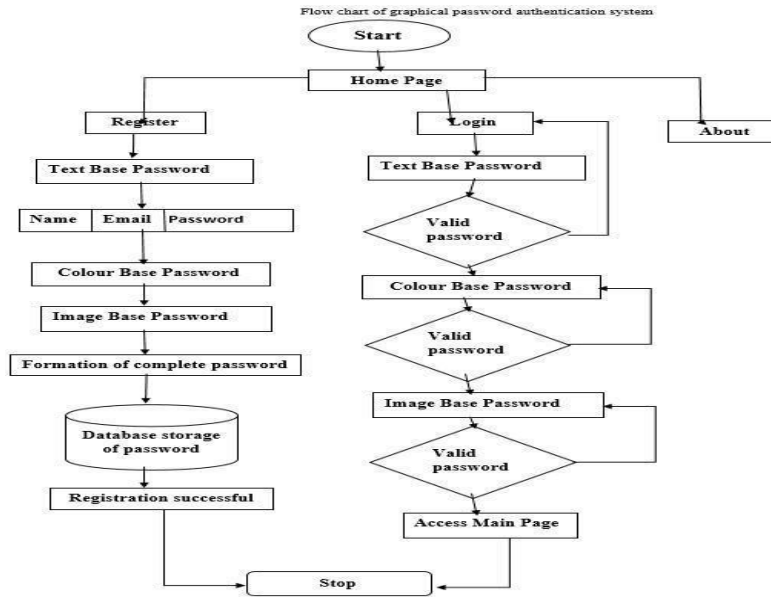 Flow chart of graphical password authentication system
Start
Home Page
Register
Login
About
Text Base Password
Text Base Password
Name Email Password
Valid
password
Colour Base Password
Colour Base Password
Image Base Password
Valid
password
Formation of complete password
Image Base Password
Database storage
of password
Valid
password
Registration successful
Access Main Page
Stop